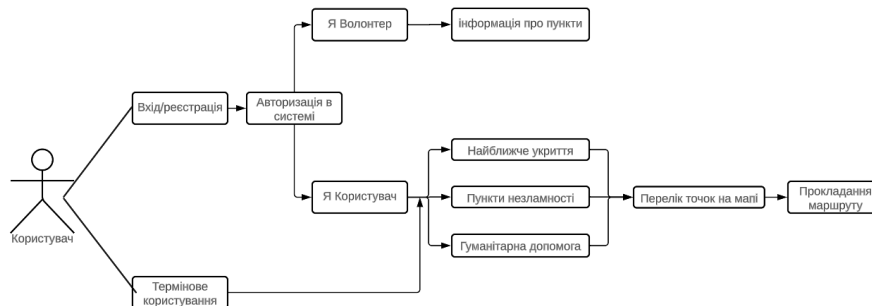 Я Волонтер
інформація про пункти
Вхід/реєстрація
Авторизація в
системі
Найближче укриття
Я Користувач
Пункти незламності
Перелік точок на мапі
Прокладання
маршруту
Користувач
Гуманітарна допомога
Термінове
користування